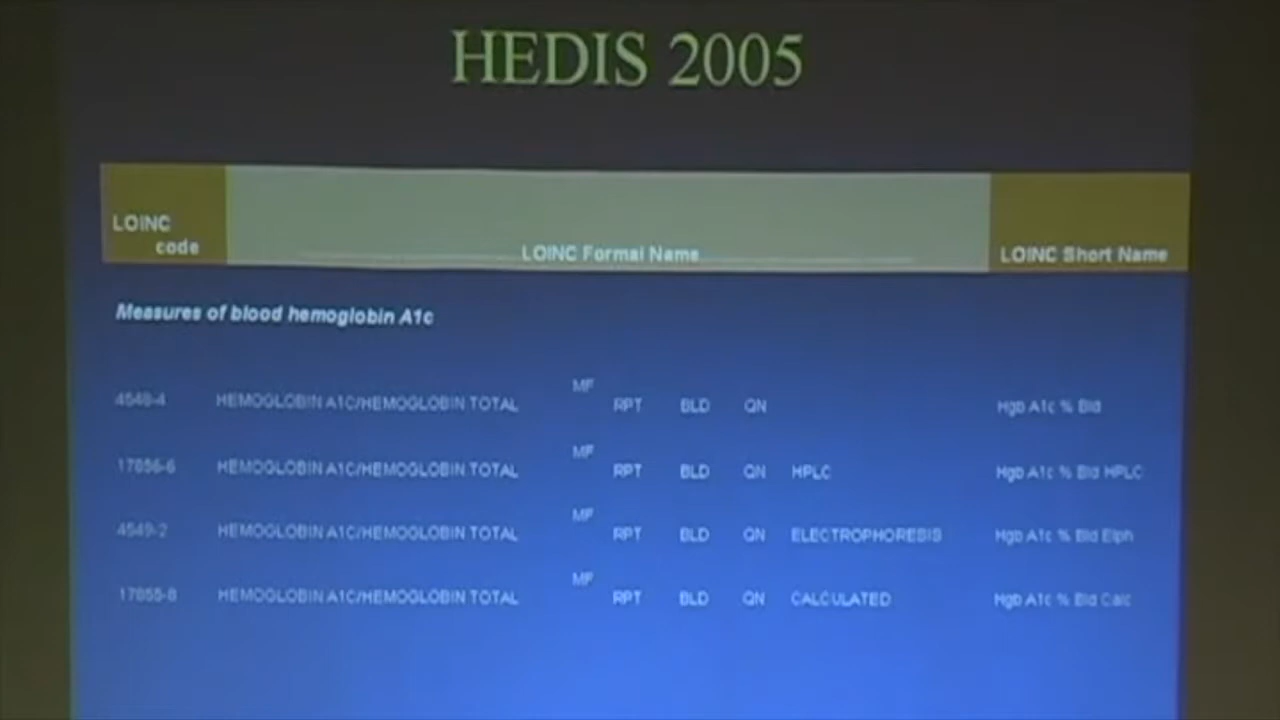 HEDIS 2005
LOINC
code
LOINC Formal Name
LOINC Short Name
Measures of blood hemoglobin A1c
4548-4 HEMOGLOBIN A1C/HEMOGLOBIN TOTAL MF RPT BLD QN Hgb A1c % Bld
17856-6 HEMOGLOBIN A1C/HEMOGLOBIN TOTAL MF RPT BLD QN HPLC Hgb A1c % Bld HPLC
4549-2 HEMOGLOBIN A1C/HEMOGLOBIN TOTAL MF RPT BLD QN ELECTROPHORESIS Hgb A1c % Bld Elph
17855-8 HEMOGLOBIN A1C/HEMOGLOBIN TOTAL MF RPT BLD QN CALCULATED Hgb A1c % Bld Calc